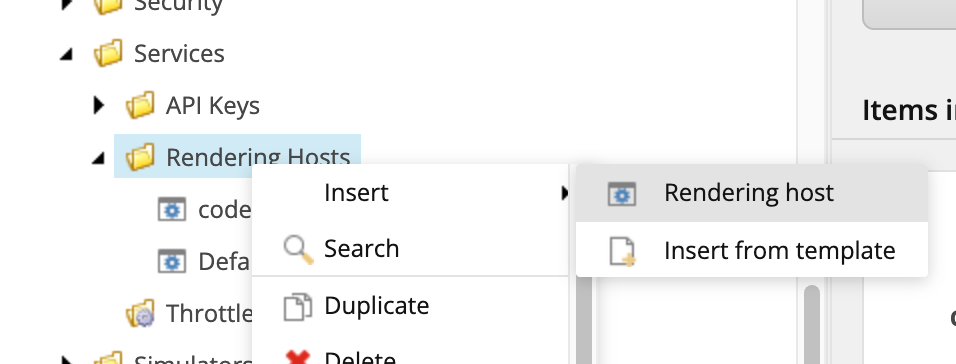 Security
Services
API Keys
Rendering Hosts
Insert
Rendering host
code
Search
Insert from template
Defa
Duplicate
Throttle
Simulators
Delete
Items i